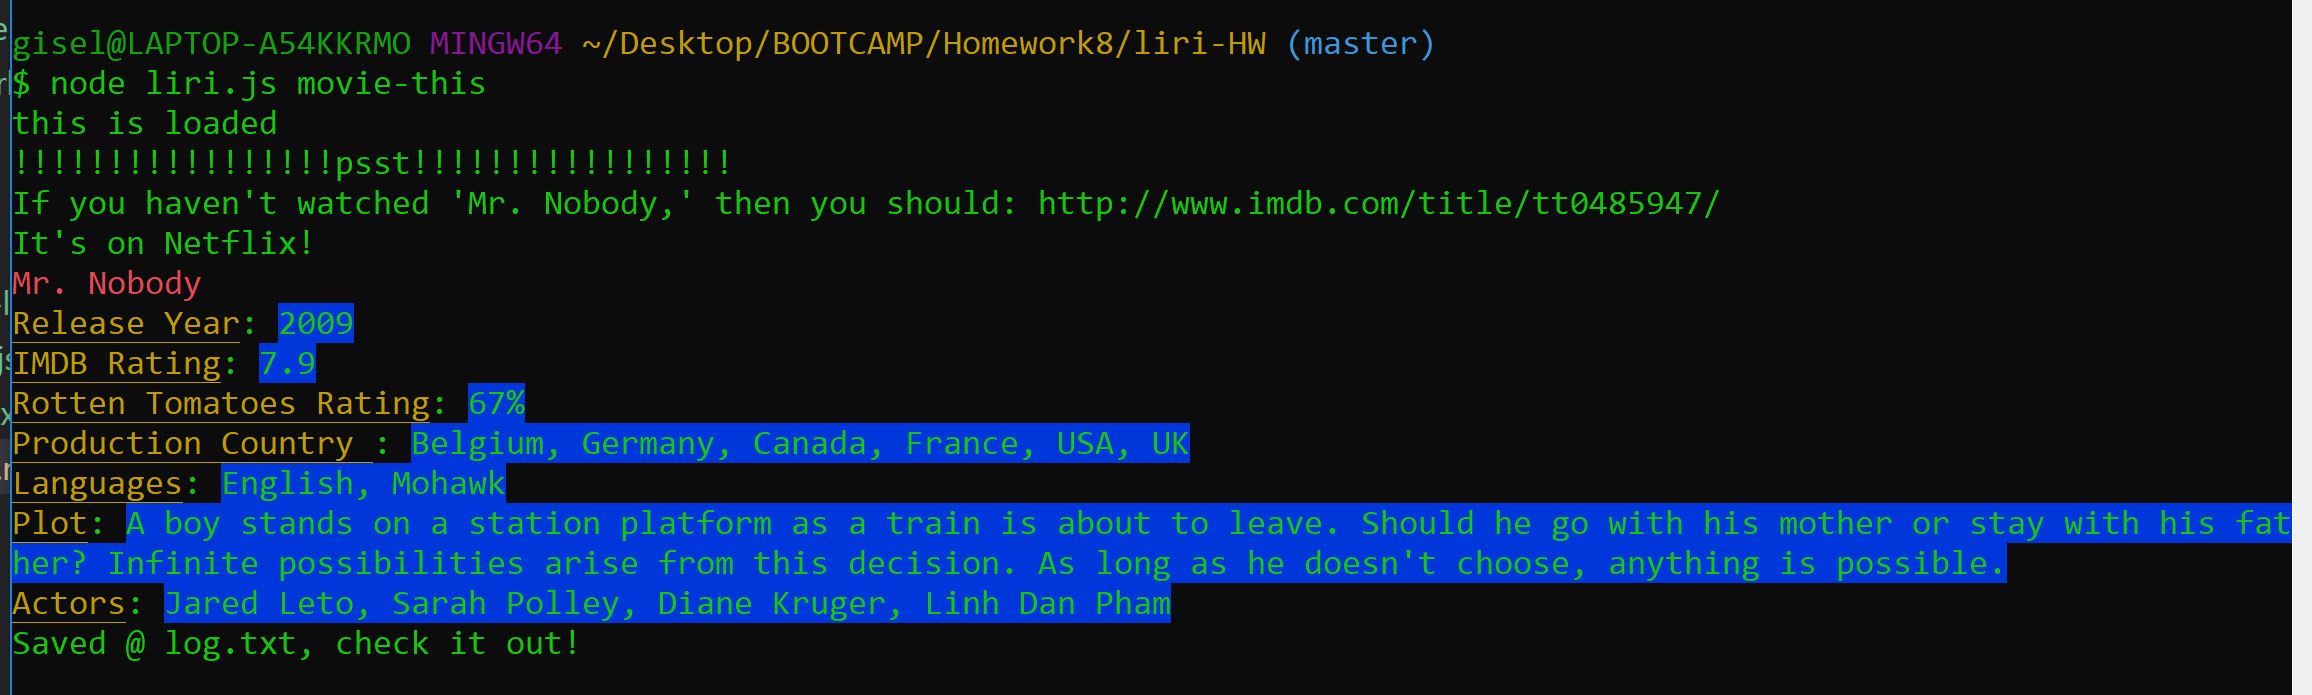 gisel@LAPTOP-A54KKRMO MINGW64 ~/Desktop/BOOTCAMP/Homework8/liri-HW (master)
$ node liri.js movie-this
this is loaded
!!!!!!!!!!!!!!!!!psst!!!!!!!!!!!!!!!!!
If you haven't watched 'Mr. Nobody,' then you should: http://www.imdb.com/title/tt0485947/
It's on Netflix!
Mr. Nobody
Release Year: 2009
IMDB Rating: 7.9
Rotten Tomatoes Rating: 67%
Production Country : Belgium, Germany, Canada, France, USA, UK
Languages: English, Mohawk
Plot: A boy stands on a station platform as a train is about to leave. Should he go with his mother or stay with his fat
her? Infinite possibilities arise from this decision. As long as he doesn't choose, anything is possible.
Actors: Jared Leto, Sarah Polley, Diane Kruger, Linh Dan Pham
Saved @ log.txt, check it out!